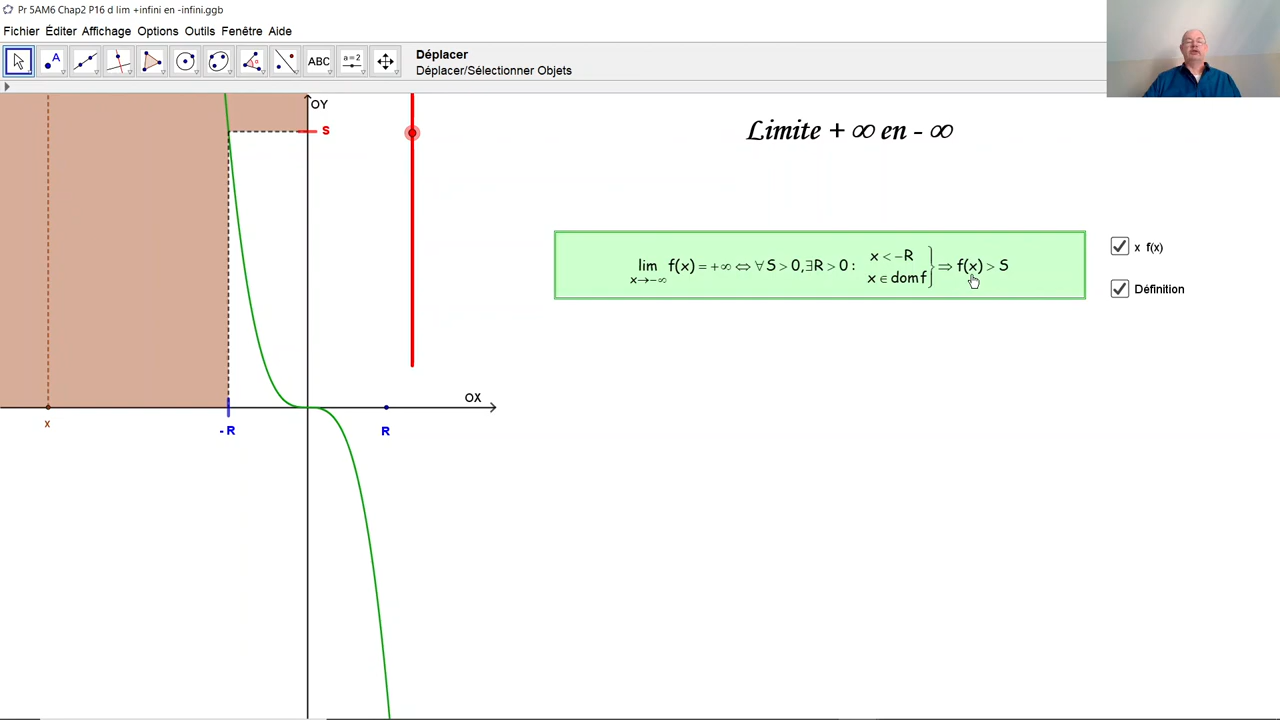 Pr 5AM6 Chap2 P16 d lim +infini en -infini.ggb
Fichier Éditer Affichage Options Outils Fenêtre Aide
A
ABC
a=2
Déplacer
Déplacer/Sélectionner Objets
OY
S
Limite + ∞ en - ∞
lim f(x) = +∞ ⇔ ∀S > 0, ∃R > 0 : x < -R } ⇒ f(x) > S
x→-∞ x ∈ dom f
x f(x)
Définition
OX
x
- R
R